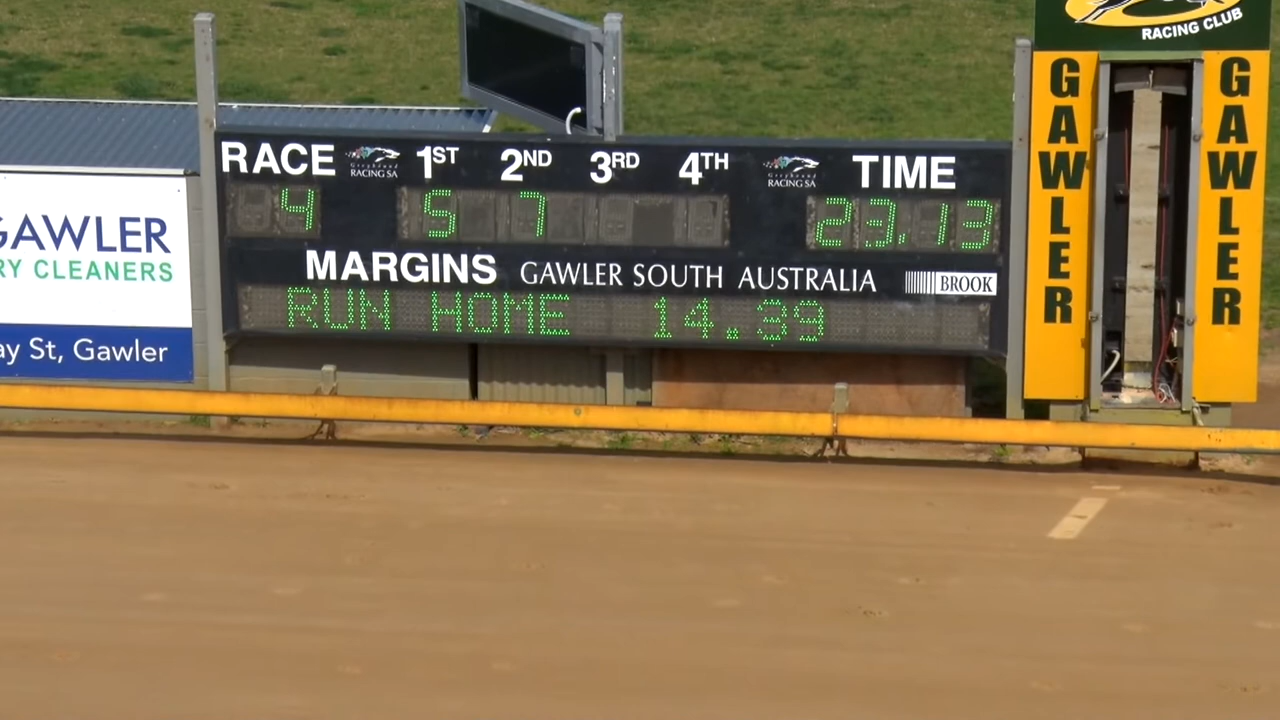 RACING CLUB
GAWLER
GAWLER
RACE 1ST 2ND 3RD 4TH TIME
Greyhound RACING SA
Greyhound RACING SA
4 5 7 23.13
MARGINS GAWLER SOUTH AUSTRALIA BROOK
RUN HOME 14.39
GAWLER
RY CLEANERS
ay St, Gawler